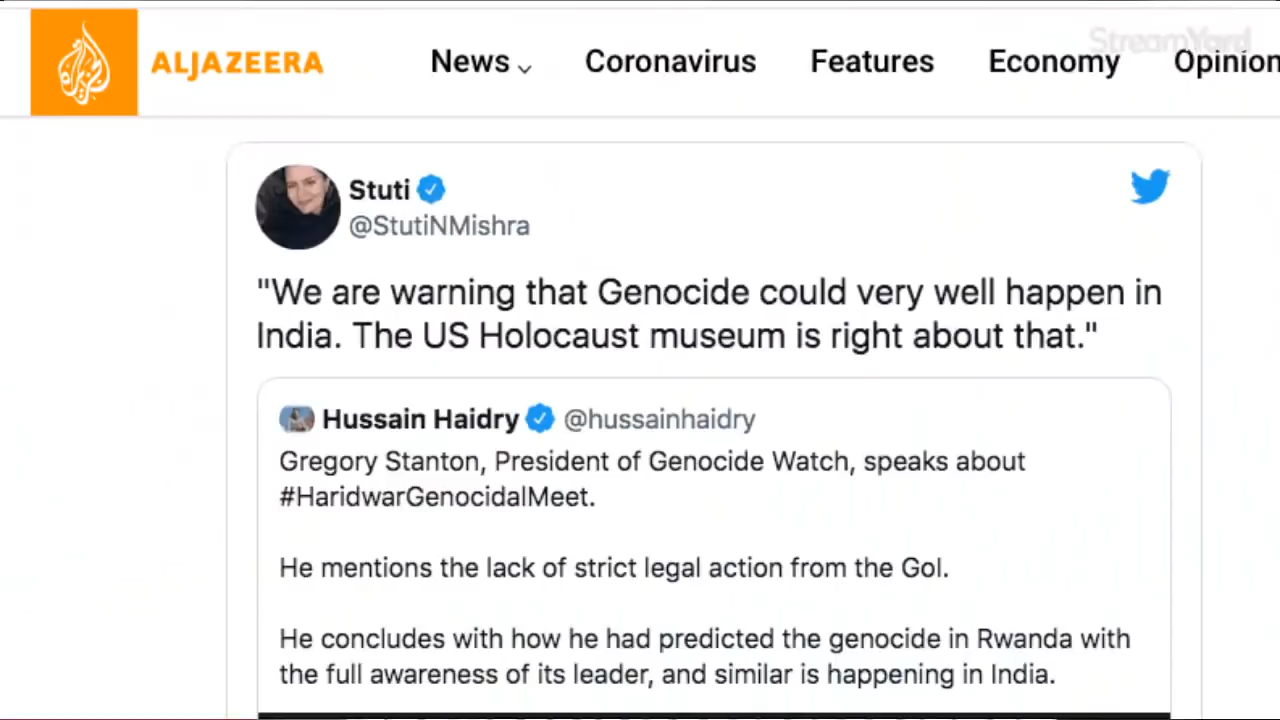 StreamYard
ALJAZEERA
News
Coronavirus
Features
Economy
Opinion
Stuti
@StutiNMishra
"We are warning that Genocide could very well happen in
India. The US Holocaust museum is right about that."
Hussain Haidry @hussainhaidry
Gregory Stanton, President of Genocide Watch, speaks about
#HaridwarGenocidalMeet.
He mentions the lack of strict legal action from the GoI.
He concludes with how he had predicted the genocide in Rwanda with
the full awareness of its leader, and similar is happening in India.